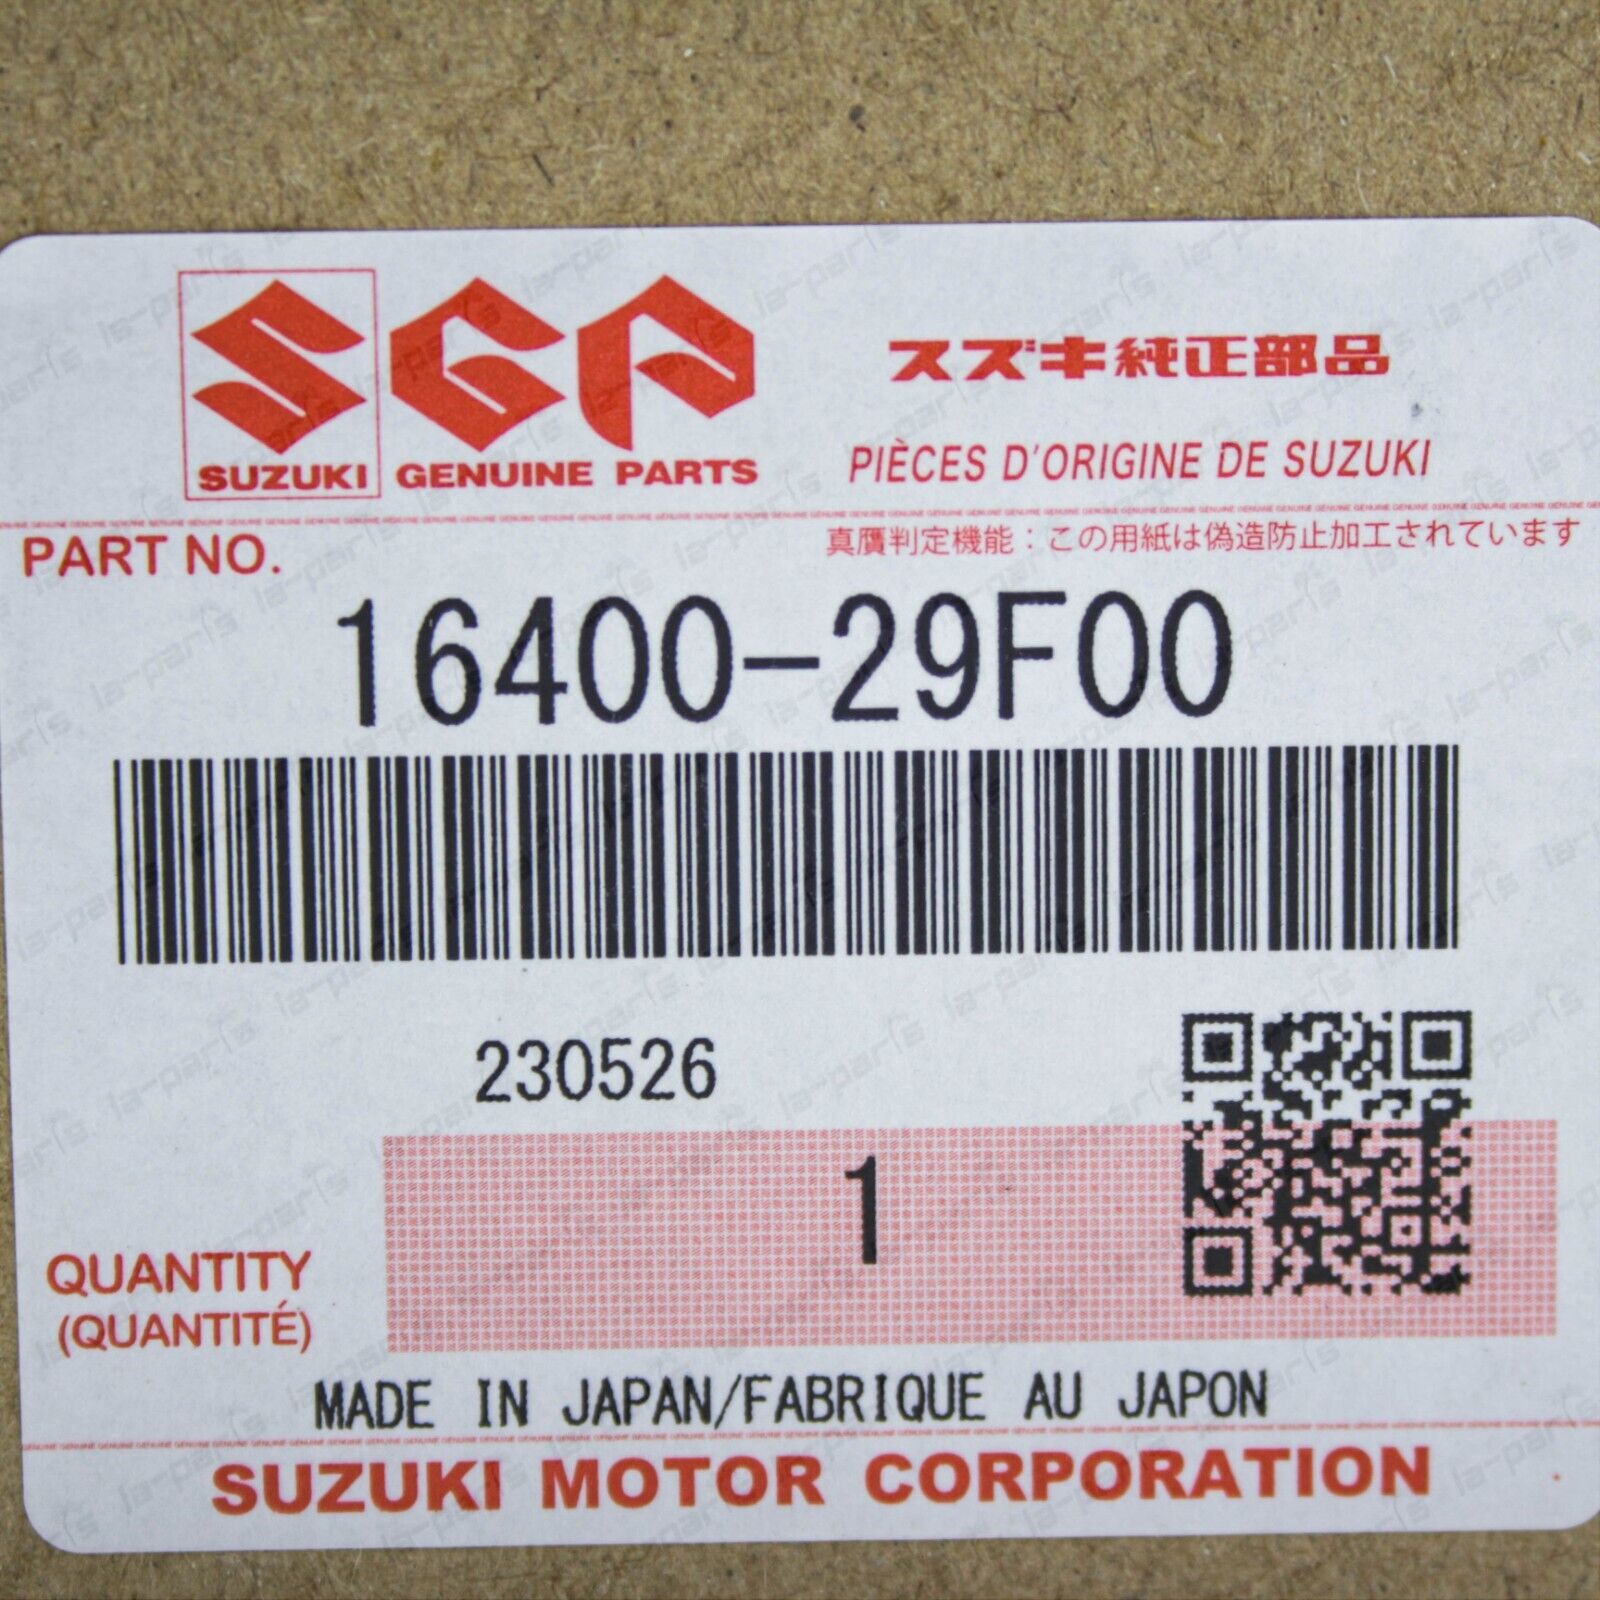 SGP
スズキ純正部品
SUZUKI GENUINE PARTS
PIÈCES D'ORIGINE DE SUZUKI
PART NO.
真贋判定機能：この用紙は偽造防止加工されています
16400-29F00
230526
1
QUANTITY
(QUANTITÉ)
MADE IN JAPAN/FABRIQUE AU JAPON
SUZUKI MOTOR CORPORATION
la-paris